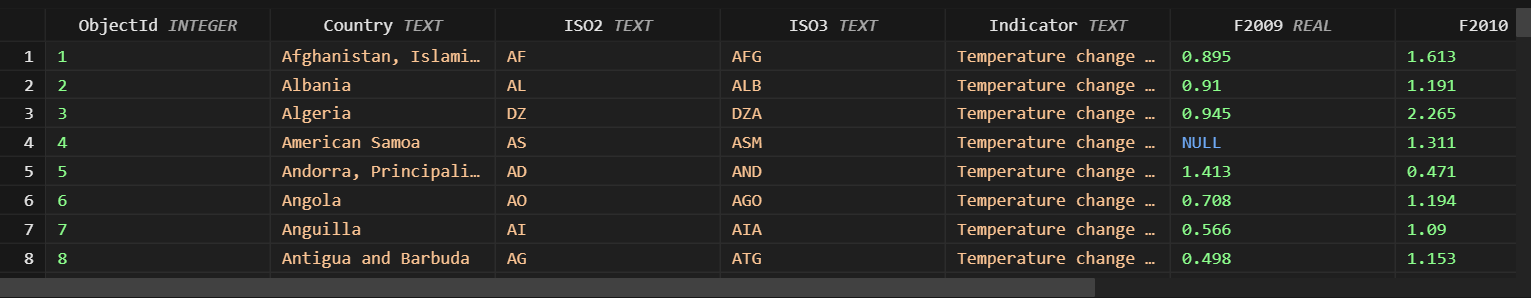 ObjectId INTEGER Country TEXT ISO2 TEXT ISO3 TEXT Indicator TEXT F2009 REAL F2010
1 1 Afghanistan, Islami… AF AFG Temperature change … 0.895 1.613
2 2 Albania AL ALB Temperature change … 0.91 1.191
3 3 Algeria DZ DZA Temperature change … 0.945 2.265
4 4 American Samoa AS ASM Temperature change … NULL 1.311
5 5 Andorra, Principali… AD AND Temperature change … 1.413 0.471
6 6 Angola AO AGO Temperature change … 0.708 1.194
7 7 Anguilla AI AIA Temperature change … 0.566 1.09
8 8 Antigua and Barbuda AG ATG Temperature change … 0.498 1.153